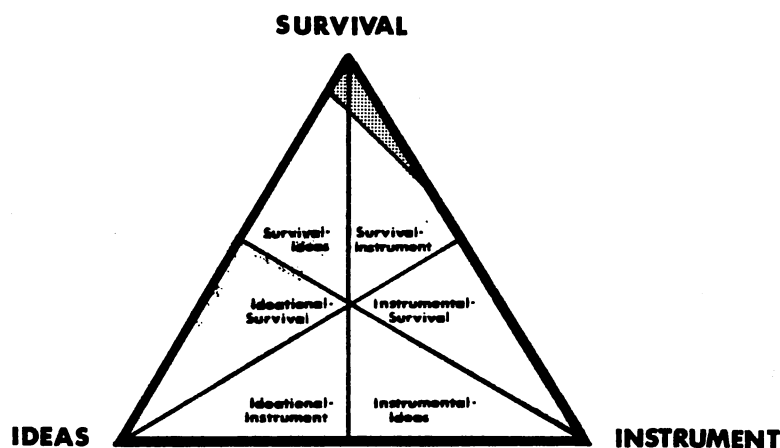 SURVIVAL
Survival-
Ideas
Survival-
Instrument
Ideational-
Survival
Instrumental-
Survival
Ideational-
Instrument
Instrumental-
Ideas
IDEAS
INSTRUMENT